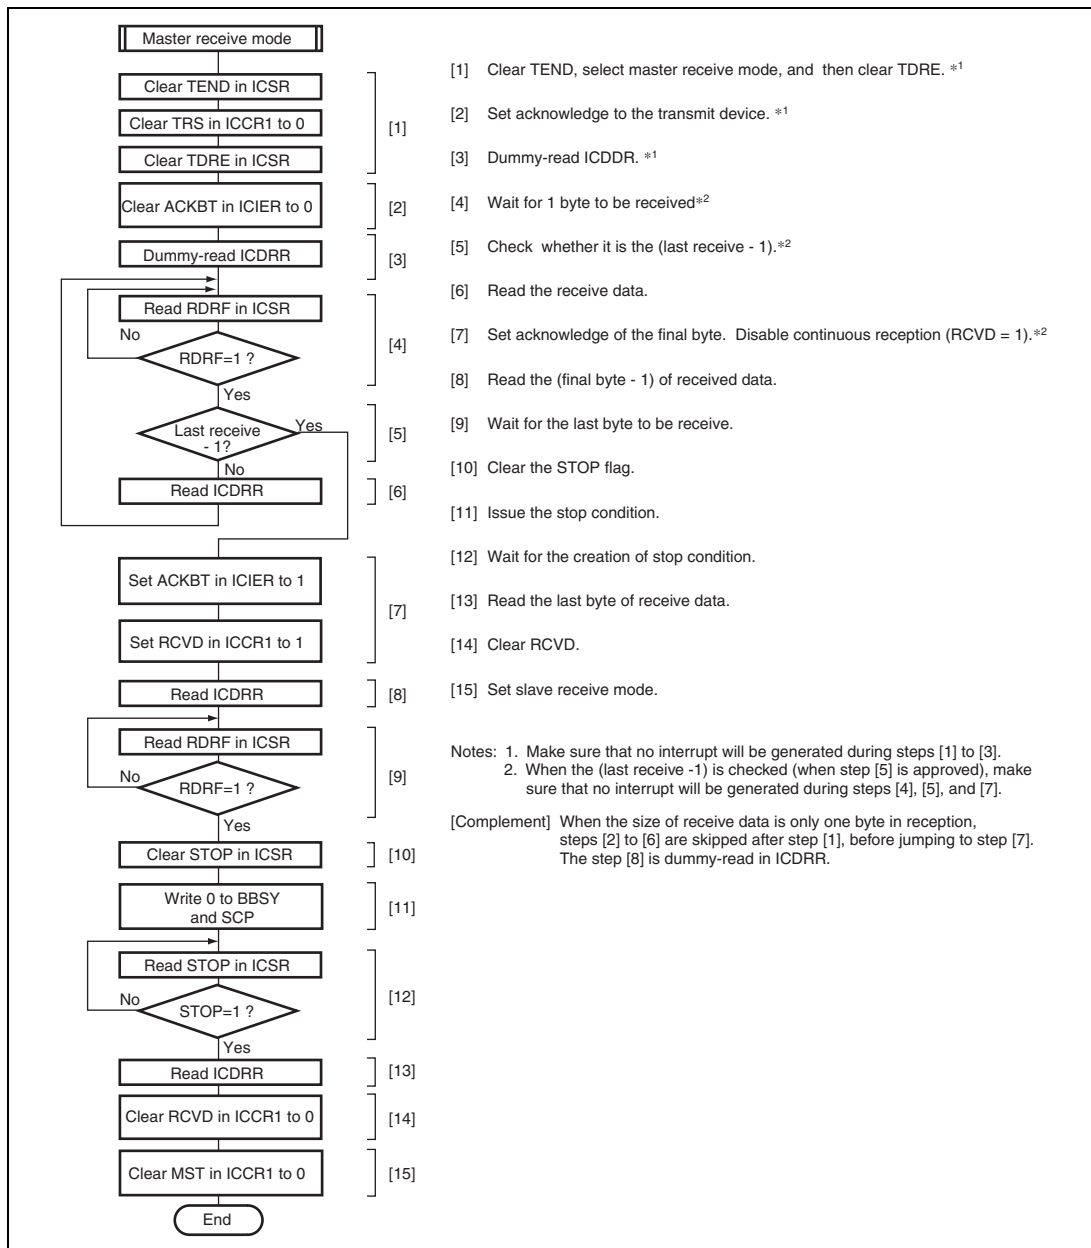 Master receive mode
Clear TEND in ICSR
Clear TRS in ICCR1 to 0
Clear TDRE in ICSR
[1]
Clear ACKBT in ICIER to 0
[2]
Dummy-read ICDRR
[3]
Read RDRF in ICSR
No
RDRF=1 ?
[4]
Yes
Last receive
- 1?
Yes
[5]
No
Read ICDRR
[6]
Set ACKBT in ICIER to 1
[7]
Set RCVD in ICCR1 to 1
Read ICDRR
[8]
Read RDRF in ICSR
No
RDRF=1 ?
[9]
Yes
Clear STOP in ICSR
[10]
Write 0 to BBSY
and SCP
[11]
Read STOP in ICSR
No
STOP=1 ?
[12]
Yes
Read ICDRR
[13]
Clear RCVD in ICCR1 to 0
[14]
Clear MST in ICCR1 to 0
[15]
End
[1] Clear TEND, select master receive mode, and then clear TDRE. *1
[2] Set acknowledge to the transmit device. *1
[3] Dummy-read ICDDR. *1
[4] Wait for 1 byte to be received*2
[5] Check whether it is the (last receive - 1).*2
[6] Read the receive data.
[7] Set acknowledge of the final byte. Disable continuous reception (RCVD = 1).*2
[8] Read the (final byte - 1) of received data.
[9] Wait for the last byte to be receive.
[10] Clear the STOP flag.
[11] Issue the stop condition.
[12] Wait for the creation of stop condition.
[13] Read the last byte of receive data.
[14] Clear RCVD.
[15] Set slave receive mode.
Notes: 1. Make sure that no interrupt will be generated during steps [1] to [3].
2. When the (last receive -1) is checked (when step [5] is approved), make
sure that no interrupt will be generated during steps [4], [5], and [7].
[Complement] When the size of receive data is only one byte in reception,
steps [2] to [6] are skipped after step [1], before jumping to step [7].
The step [8] is dummy-read in ICDRR.